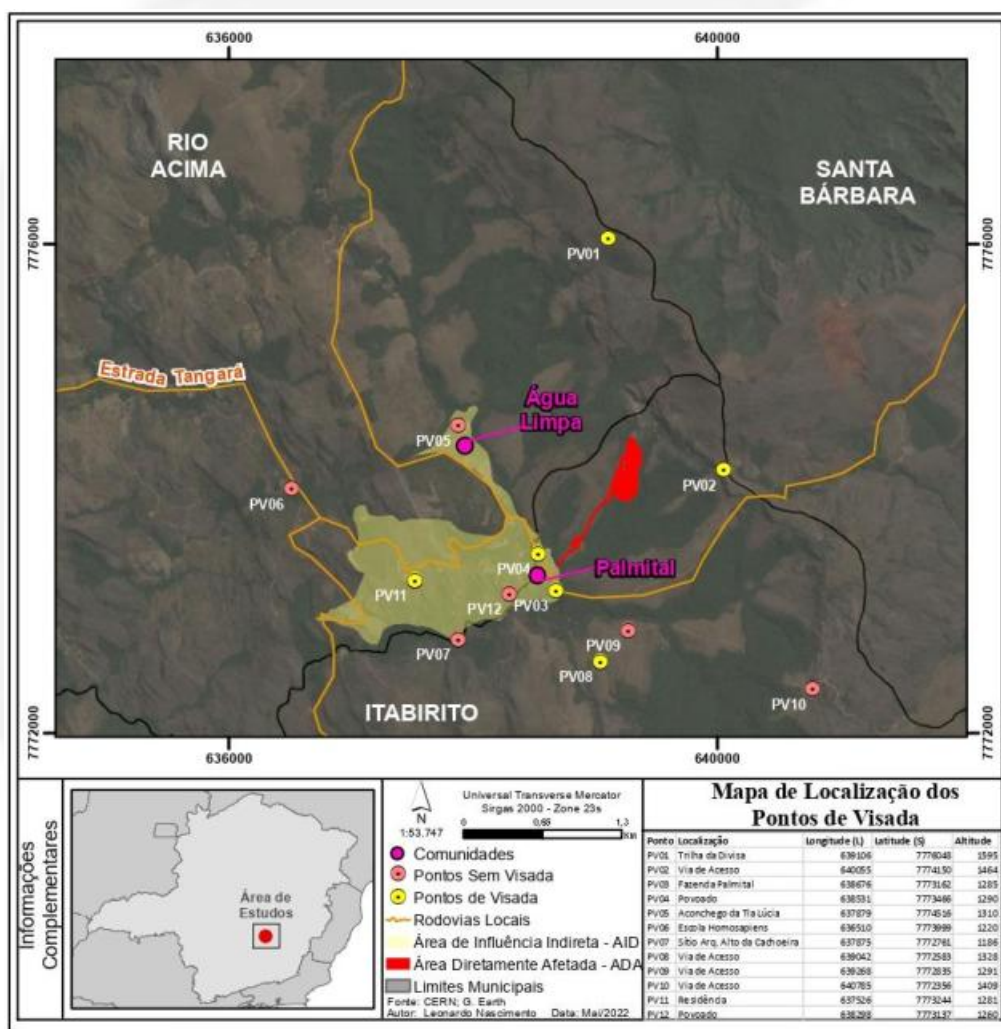 636000
640000
RIO
ACIMA
SANTA
BÁRBARA
7776000
7776000
PV01
Estrada Tangará
Água
Limpa
PV05
PV02
PV06
PV04
Palmital
PV11
PV12
PV03
PV07
PV09
PV08
PV10
ITABIRITO
7772000
7772000
636000
640000
Informações
Complementares
Área de
Estudos
N
1:53.747
Universal Transverse Mercator
Sirgas 2000 - Zone 23s
0 0,65 1,3
Km
Comunidades
Pontos Sem Visada
Pontos de Visada
Rodovias Locais
Área de Influência Indireta - AID
Área Diretamente Afetada - ADA
Limites Municipais
Fonte: CERN; G. Earth
Autor: Leonardo Nascimento Data: Mai/2022
Mapa de Localização dos
Pontos de Visada
Ponto Localização Longitude (L) Latitude (S) Altitude
PV01 Trilha da Divisa 639106 7776048 1595
PV02 Via de Acesso 640055 7774150 1464
PV03 Fazenda Palmital 638676 7773162 1285
PV04 Povoado 638531 7773466 1290
PV05 Aconchego da Tia Lúcia 637879 7774516 1310
PV06 Escola Homosapiens 636510 7773999 1220
PV07 Sítio Arq. Alto da Cachoeira 637875 7772761 1186
PV08 Via de Acesso 639042 7772583 1328
PV09 Via de Acesso 639268 7772835 1291
PV10 Via de Acesso 640785 7772356 1409
PV11 Residência 637526 7773244 1281
PV12 Povoado 638298 7773137 1260